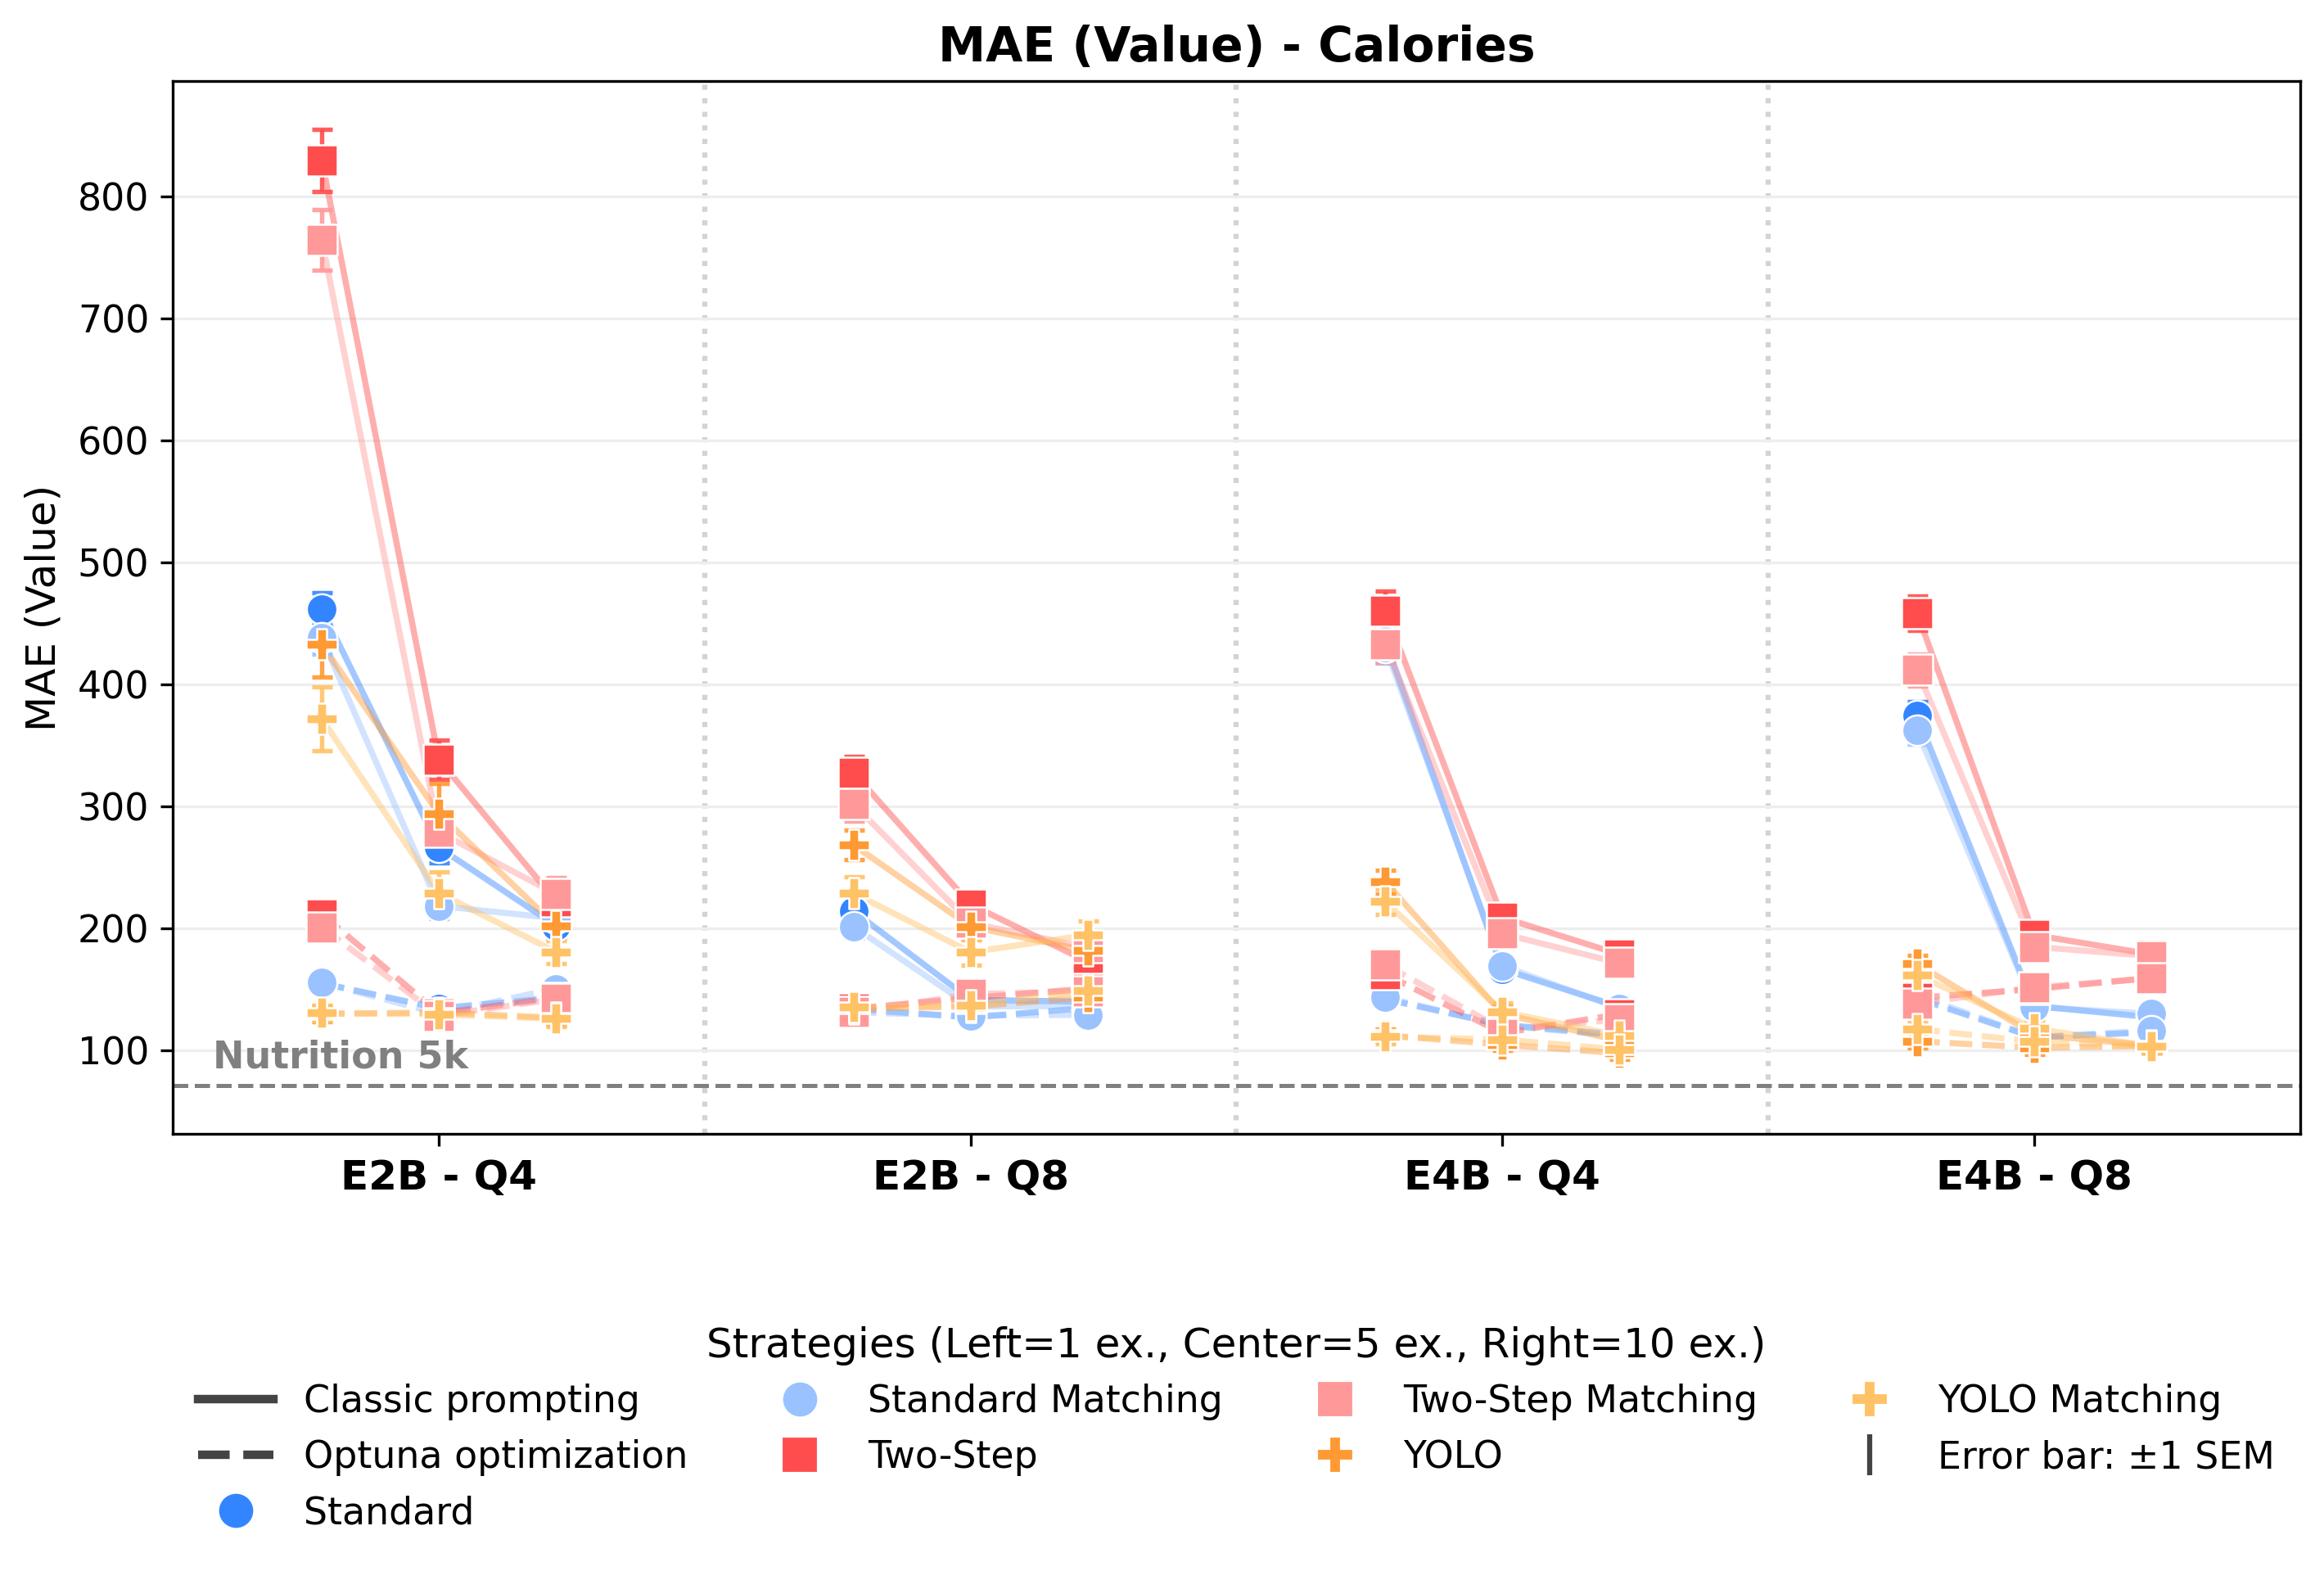 MAE (Value) - Calories
MAE (Value)
800
700
600
500
400
300
200
100
Nutrition 5k
E2B - Q4
E2B - Q8
E4B - Q4
E4B - Q8
Strategies (Left=1 ex., Center=5 ex., Right=10 ex.)
Classic prompting
Optuna optimization
Standard
Standard Matching
Two-Step
Two-Step Matching
YOLO
YOLO Matching
Error bar: ±1 SEM